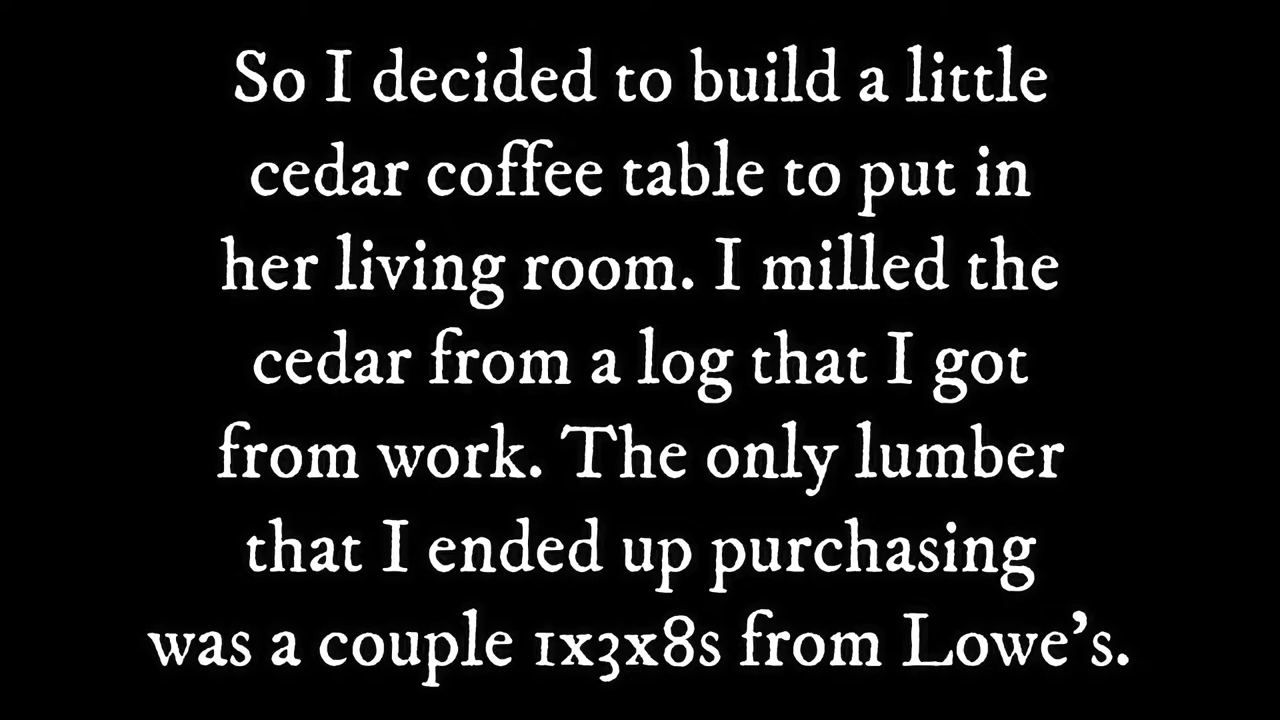 So I decided to build a little
cedar coffee table to put in
her living room. I milled the
cedar from a log that I got
from work. The only lumber
that I ended up purchasing
was a couple 1x3x8s from Lowe's.